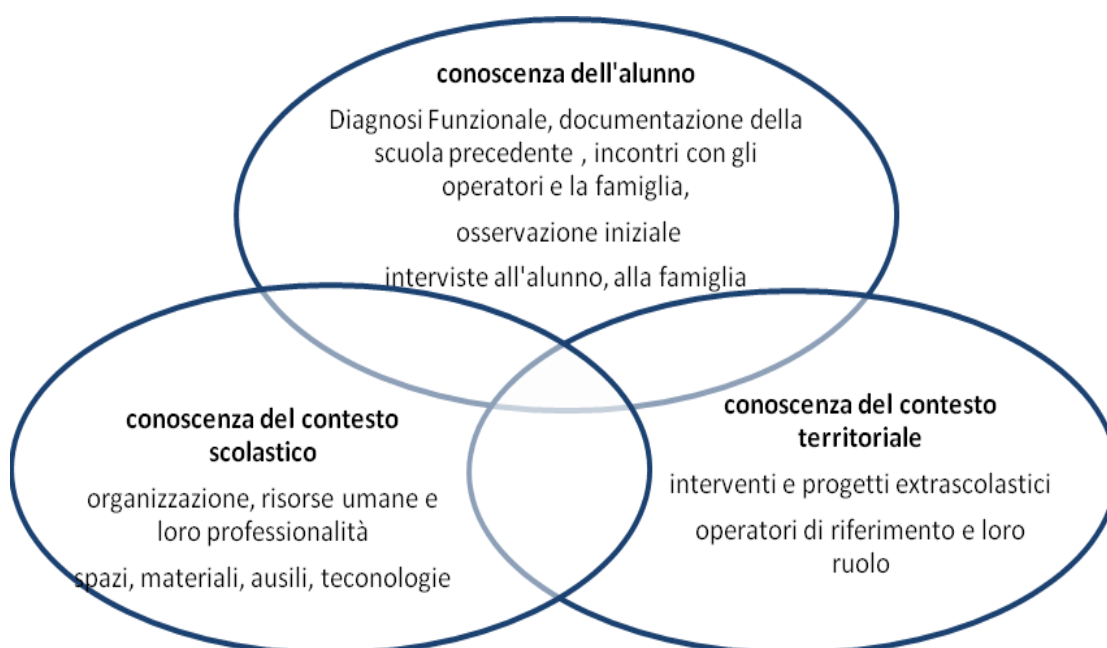 conoscenza dell'alunno
Diagnosi Funzionale, documentazione della
scuola precedente , incontri con gli
operatori e la famiglia,
osservazione iniziale
interviste all'alunno, alla famiglia
conoscenza del contesto
scolastico
organizzazione, risorse umane e
loro professionalità
spazi, materiali, ausili, teconologie
conoscenza del contesto
territoriale
interventi e progetti extrascolastici
operatori di riferimento e loro
ruolo